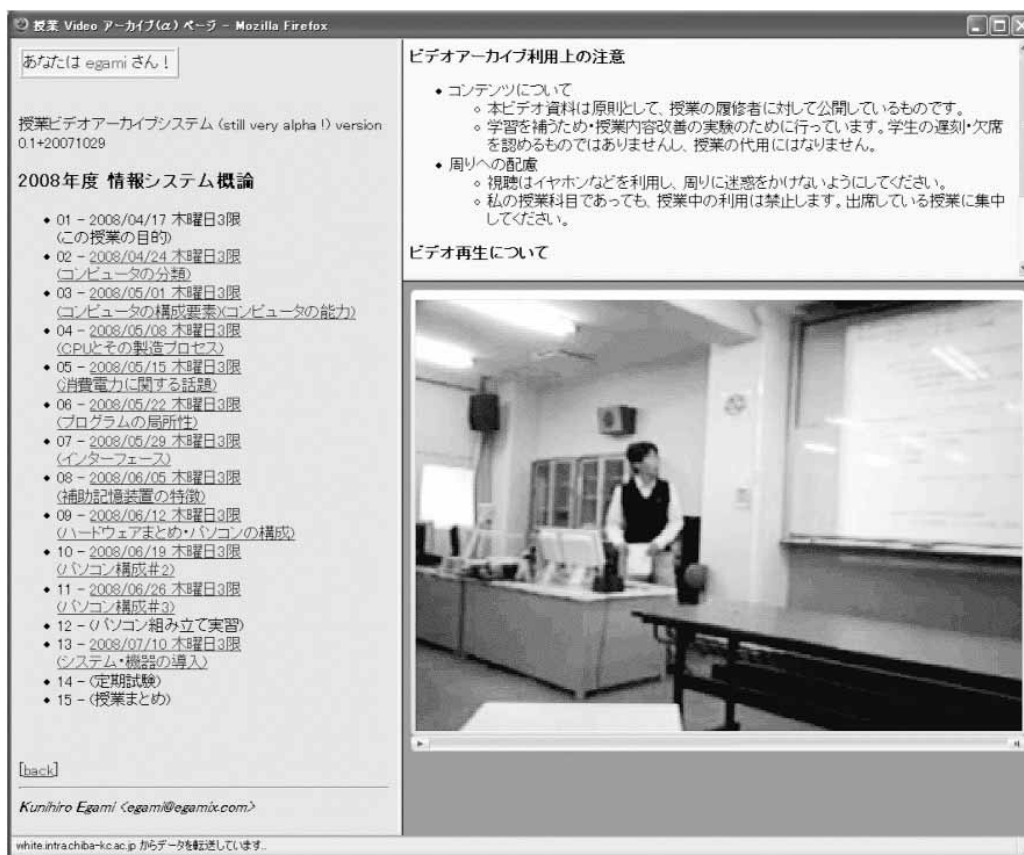 授業 Video アーカイブ(α) ページ - Mozilla Firefox
あなたは egami さん！
授業ビデオアーカイブシステム (still very alpha !) version
0.1+20071029
2008年度 情報システム概論
01 - 2008/04/17 木曜日3限
(この授業の目的)
02 - 2008/04/24 木曜日3限
(コンピュータの分類)
03 - 2008/05/01 木曜日3限
(コンピュータの構成要素)(コンピュータの能力)
04 - 2008/05/08 木曜日3限
(CPUとその製造プロセス)
05 - 2008/05/15 木曜日3限
(消費電力に関する話題)
06 - 2008/05/22 木曜日3限
(プログラムの局所性)
07 - 2008/05/29 木曜日3限
(インターフェース)
08 - 2008/06/05 木曜日3限
(補助記憶装置の特徴)
09 - 2008/06/12 木曜日3限
(ハードウェアまとめ・パソコンの構成)
10 - 2008/06/19 木曜日3限
(パソコン構成#2)
11 - 2008/06/26 木曜日3限
(パソコン構成#3)
12 - (パソコン組み立て実習)
13 - 2008/07/10 木曜日3限
(システム・機器の導入)
14 - (定期試験)
15 - (授業まとめ)
[back]
Kunihiro Egami <egami@egamix.com>
ビデオアーカイブ利用上の注意
コンテンツについて
本ビデオ資料は原則として、授業の履修者に対して公開しているものです。
学習を補うため・授業内容改善の実験のために行っています。学生の遅刻・欠席
を認めるものではありませんし、授業の代用にはなりません。
周りへの配慮
視聴はイヤホンなどを利用し、周りに迷惑をかけないようにしてください。
私の授業科目であっても、授業中の利用は禁止します。出席している授業に集中
してください。
ビデオ再生について
white.intra.chiba-kc.ac.jp からデータを転送しています..